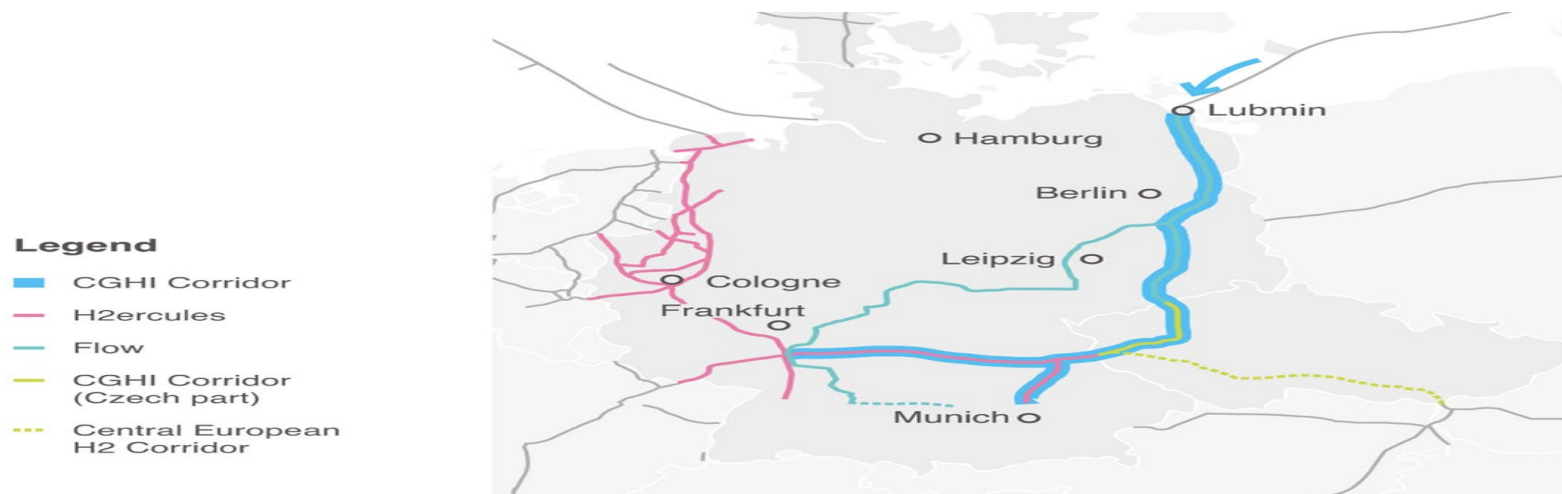 Legend
CGHI Corridor
H2ercules
Flow
CGHI Corridor
(Czech part)
Central European
H2 Corridor
Lubmin
Hamburg
Berlin
Leipzig
Cologne
Frankfurt
Munich